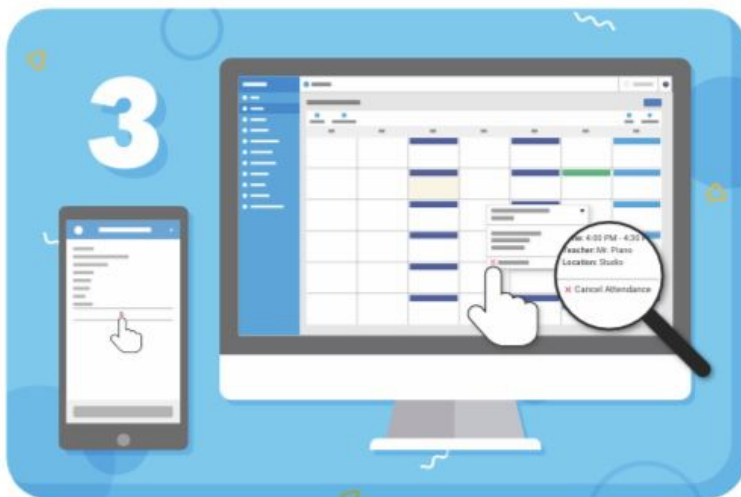 3
4:00 PM - 4:30
Teacher: Mr. Piano
Location: Studio
× Cancel Attendance